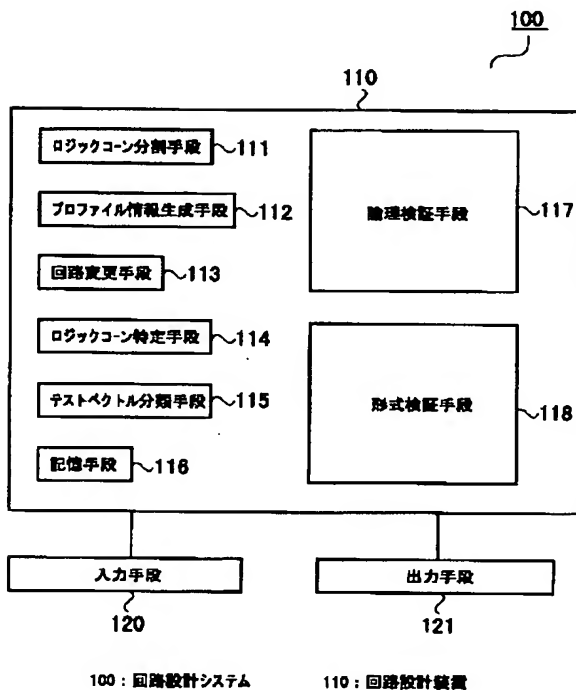 100
110
ロジックコーン分割手段 111
プロファイル情報生成手段 112
回路変更手段 113
ロジックコーン特定手段 114
テストベクトル分類手段 115
記憶手段 116
論理検証手段 117
形式検証手段 118
入力手段
120
出力手段
121
100:回路設計システム 110:回路設計装置